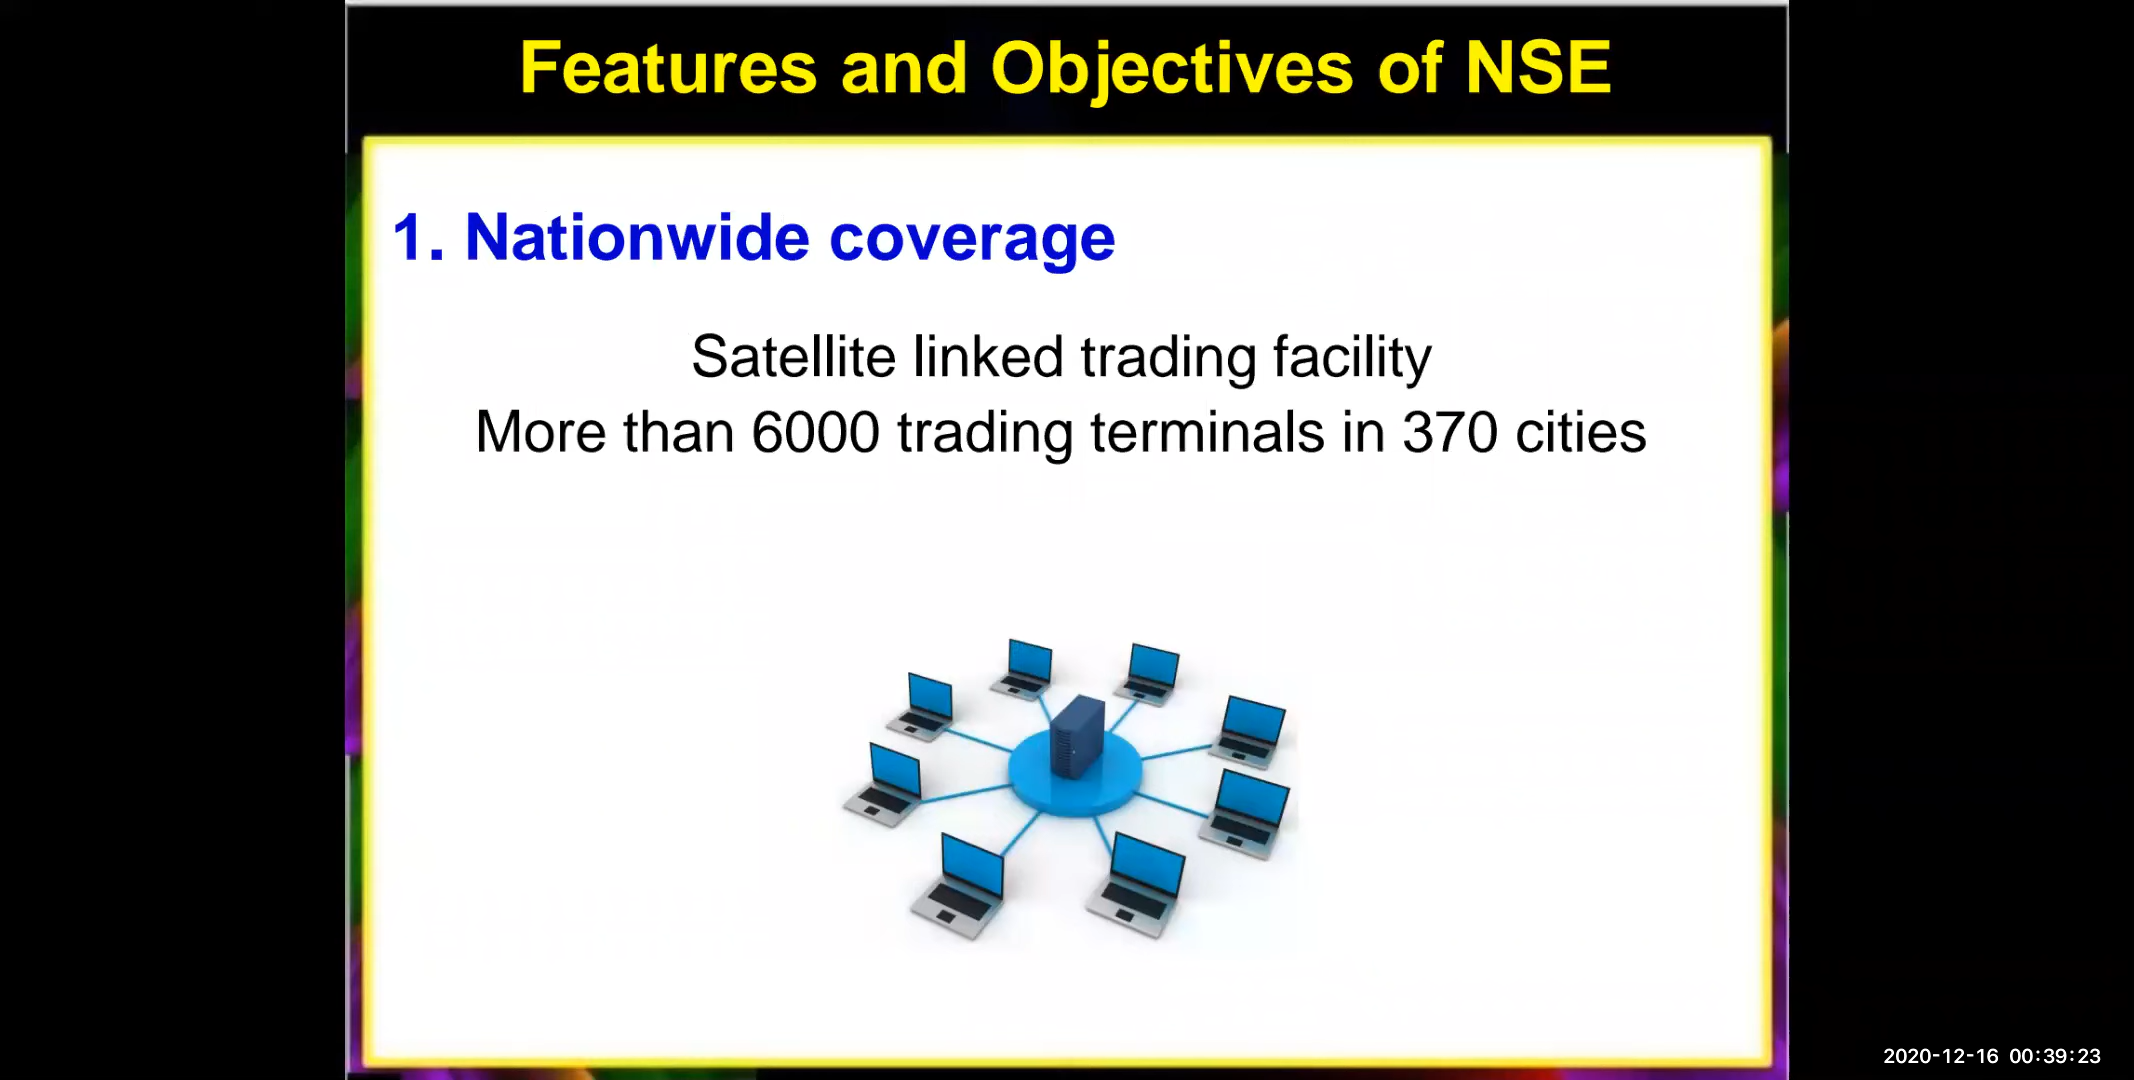 Features and Objectives of NSE
1. Nationwide coverage
Satellite linked trading facility
More than 6000 trading terminals in 370 cities
2020-12-16 00:39:23